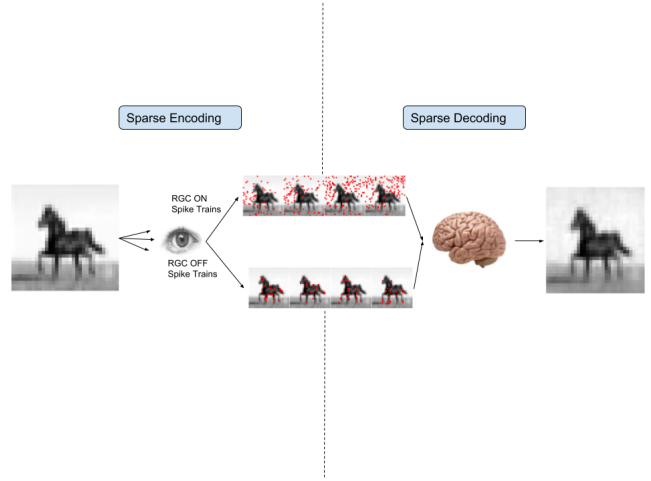 Sparse Encoding
Sparse Decoding
RGC ON
Spike Trains
RGC OFF
Spike Trains